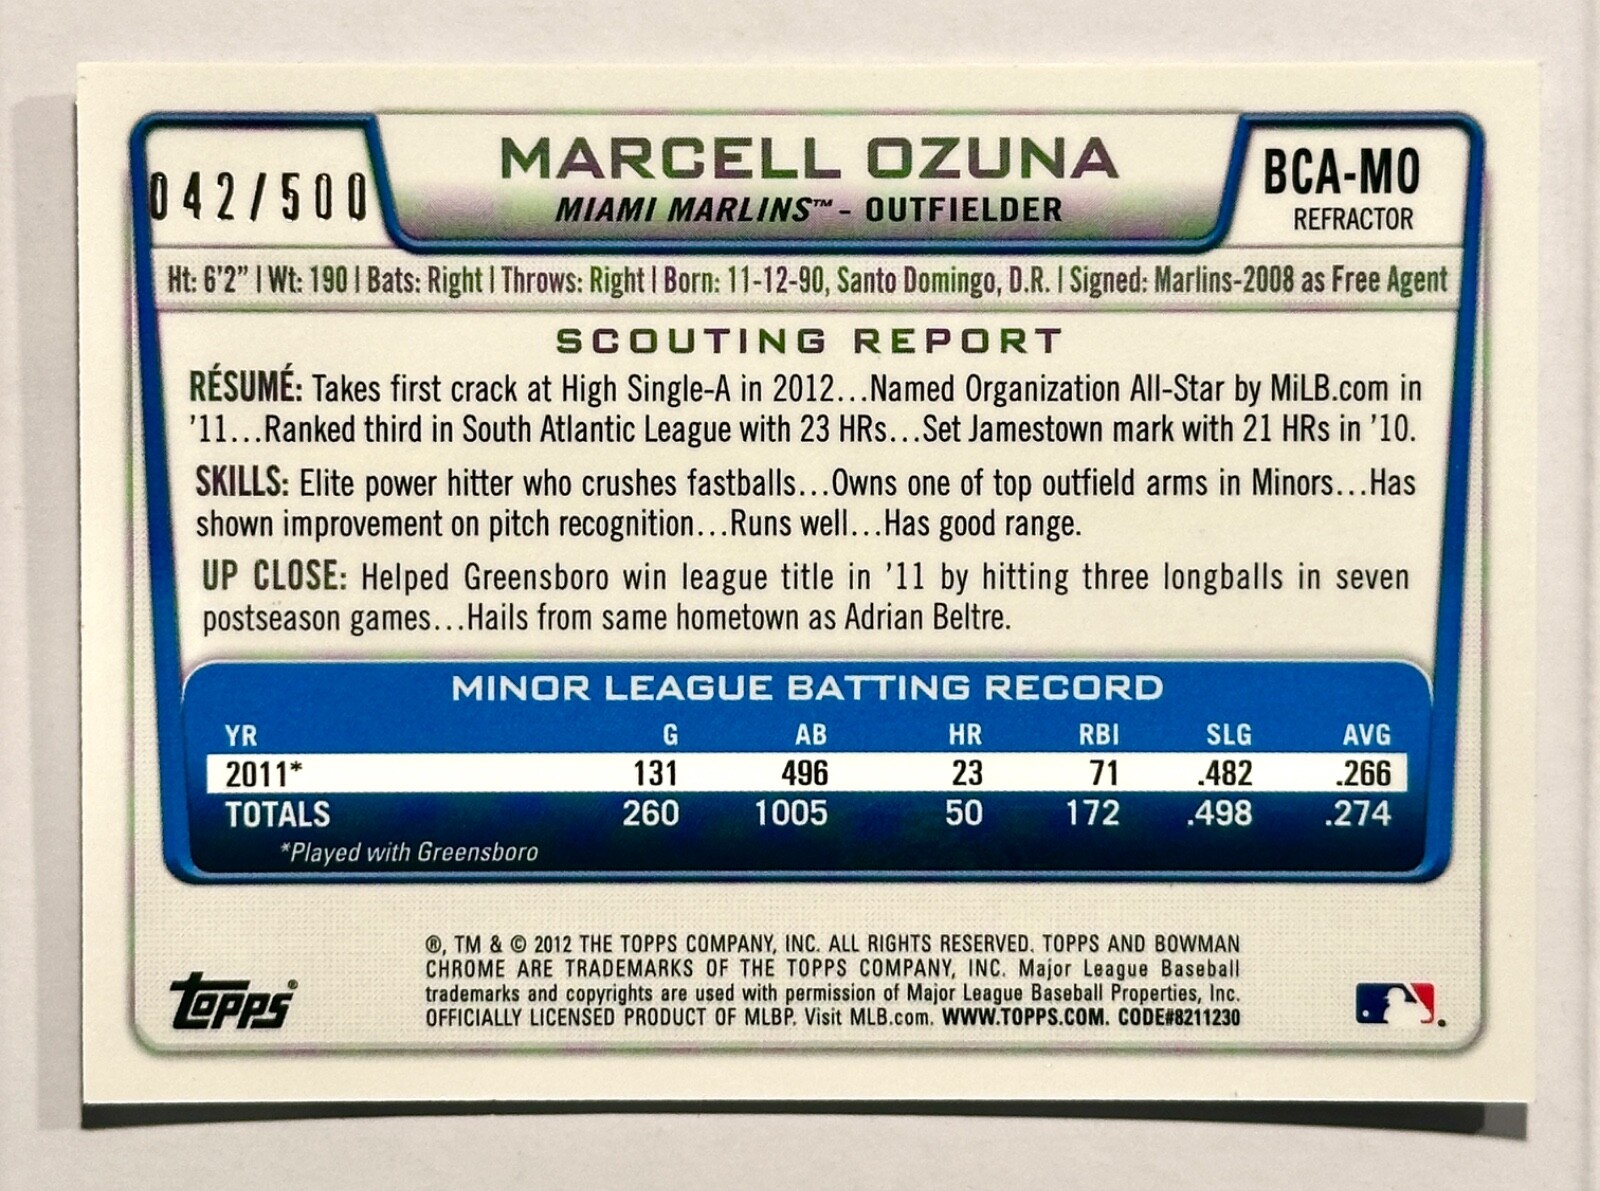 042/500
MARCELL OZUNA
MIAMI MARLINS™ - OUTFIELDER
BCA-MO
REFRACTOR
Ht: 6'2" | Wt: 190 | Bats: Right | Throws: Right | Born: 11-12-90, Santo Domingo, D.R. | Signed: Marlins-2008 as Free Agent
SCOUTING REPORT
RÉSUMÉ: Takes first crack at High Single-A in 2012...Named Organization All-Star by MiLB.com in
'11...Ranked third in South Atlantic League with 23 HRs...Set Jamestown mark with 21 HRs in '10.
SKILLS: Elite power hitter who crushes fastballs...Owns one of top outfield arms in Minors...Has
shown improvement on pitch recognition...Runs well...Has good range.
UP CLOSE: Helped Greensboro win league title in '11 by hitting three longballs in seven
postseason games...Hails from same hometown as Adrian Beltre.
MINOR LEAGUE BATTING RECORD
YR G AB HR RBI SLG AVG
2011* 131 496 23 71 .482 .266
TOTALS 260 1005 50 172 .498 .274
*Played with Greensboro
®, TM & © 2012 THE TOPPS COMPANY, INC. ALL RIGHTS RESERVED. TOPPS AND BOWMAN
CHROME ARE TRADEMARKS OF THE TOPPS COMPANY, INC. Major League Baseball
trademarks and copyrights are used with permission of Major League Baseball Properties, Inc.
OFFICIALLY LICENSED PRODUCT OF MLBP. Visit MLB.com. WWW.TOPPS.COM. CODE#8211230
Topps®